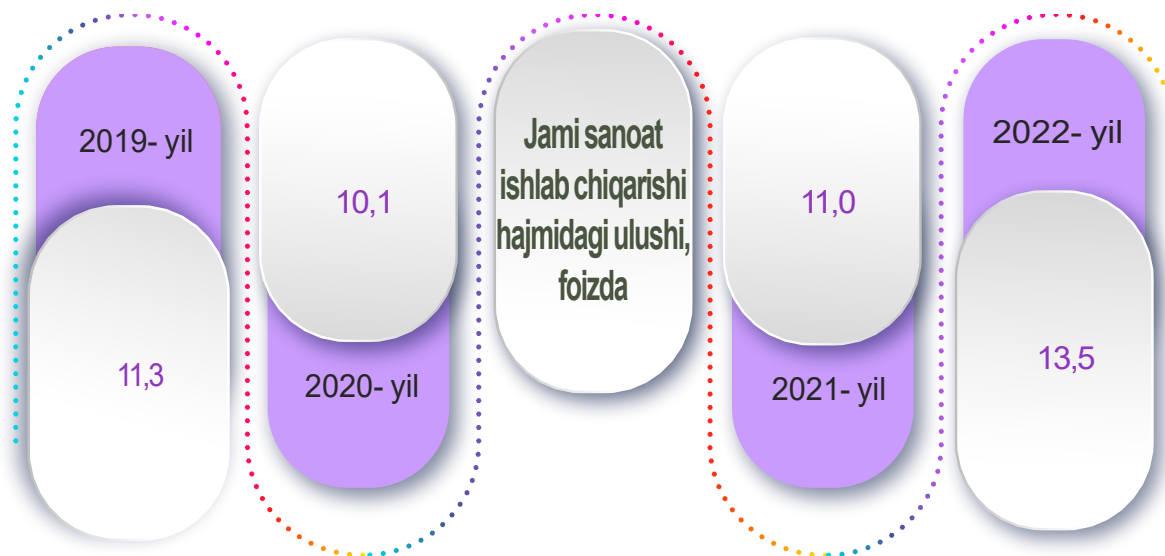 2019- yil
11,3
10,1
2020- yil
Jami sanoat
ishlab chiqarishi
hajmidagi ulushi,
foizda
11,0
2021- yil
2022- yil
13,5